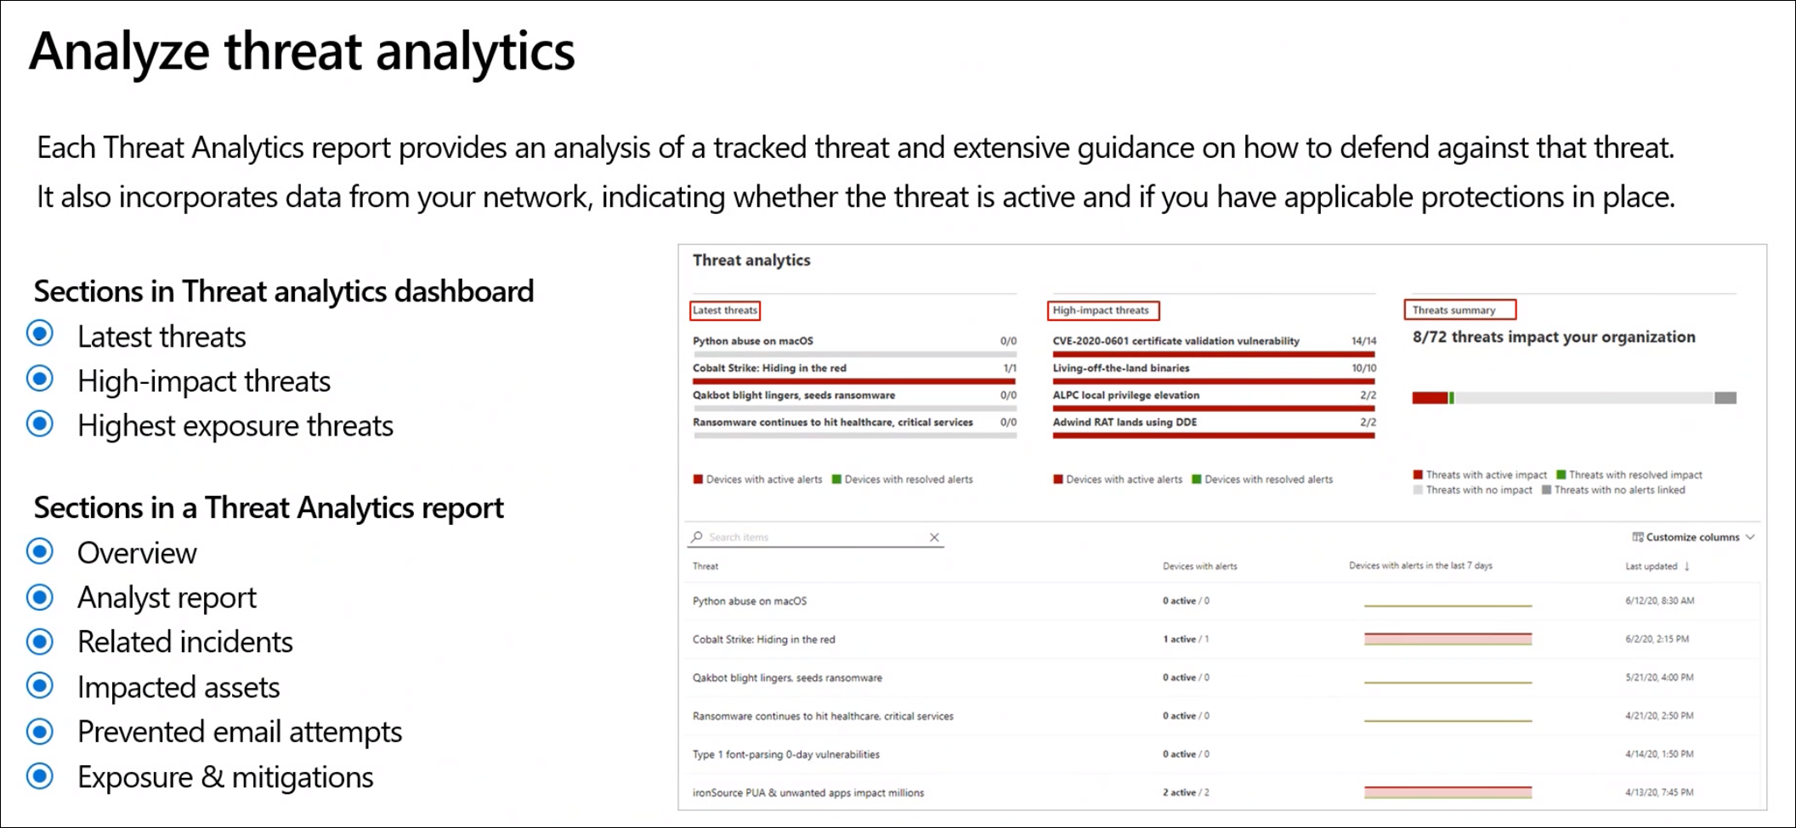 Analyze threat analytics
Each Threat Analytics report provides an analysis of a tracked threat and extensive guidance on how to defend against that threat.
It also incorporates data from your network, indicating whether the threat is active and if you have applicable protections in place.
Sections in Threat analytics dashboard
Latest threats
High-impact threats
Highest exposure threats
Sections in a Threat Analytics report
Overview
Analyst report
Related incidents
Impacted assets
Prevented email attempts
Exposure & mitigations
Threat analytics
Latest threats
Python abuse on macOS 0/0
Cobalt Strike: Hiding in the red 1/1
Qakbot blight lingers, seeds ransomware 0/0
Ransomware continues to hit healthcare, critical services 0/0
Devices with active alerts Devices with resolved alerts
High-impact threats
CVE-2020-0601 certificate validation vulnerability 14/14
Living-off-the-land binaries 10/10
ALPC local privilege elevation 2/2
Adwind RAT lands using DDE 2/2
Devices with active alerts Devices with resolved alerts
Threats summary
8/72 threats impact your organization
Threats with active impact Threats with resolved impact
Threats with no impact Threats with no alerts linked
Search items
Customize columns
Threat Devices with alerts Devices with alerts in the last 7 days Last updated ↓
Python abuse on macOS 0 active / 0 6/12/20, 8:30 AM
Cobalt Strike: Hiding in the red 1 active / 1 6/2/20, 2:15 PM
Qakbot blight lingers, seeds ransomware 0 active / 0 5/21/20, 4:00 PM
Ransomware continues to hit healthcare, critical services 0 active / 0 4/21/20, 2:50 PM
Type 1 font-parsing 0-day vulnerabilities 0 active / 0 4/14/20, 1:50 PM
ironSource PUA & unwanted apps impact millions 2 active / 2 4/13/20, 7:45 PM